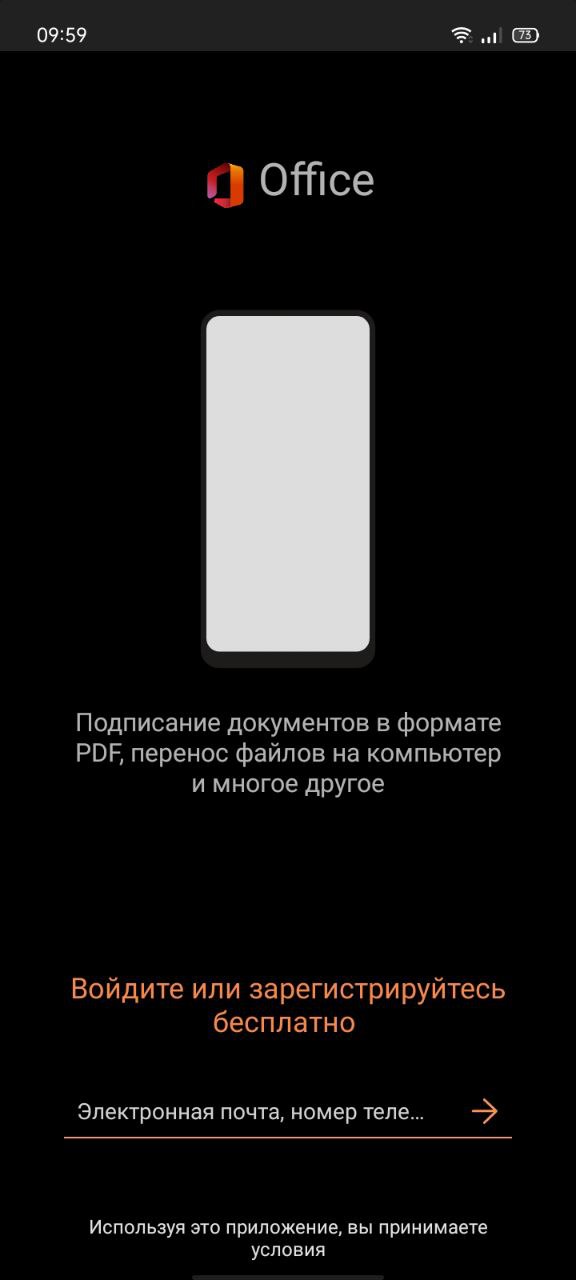 09:59
73
Office
Подписание документов в формате
PDF, перенос файлов на компьютер
и многое другое
Войдите или зарегистрируйтесь
бесплатно
Электронная почта, номер теле...
Используя это приложение, вы принимаете
условия